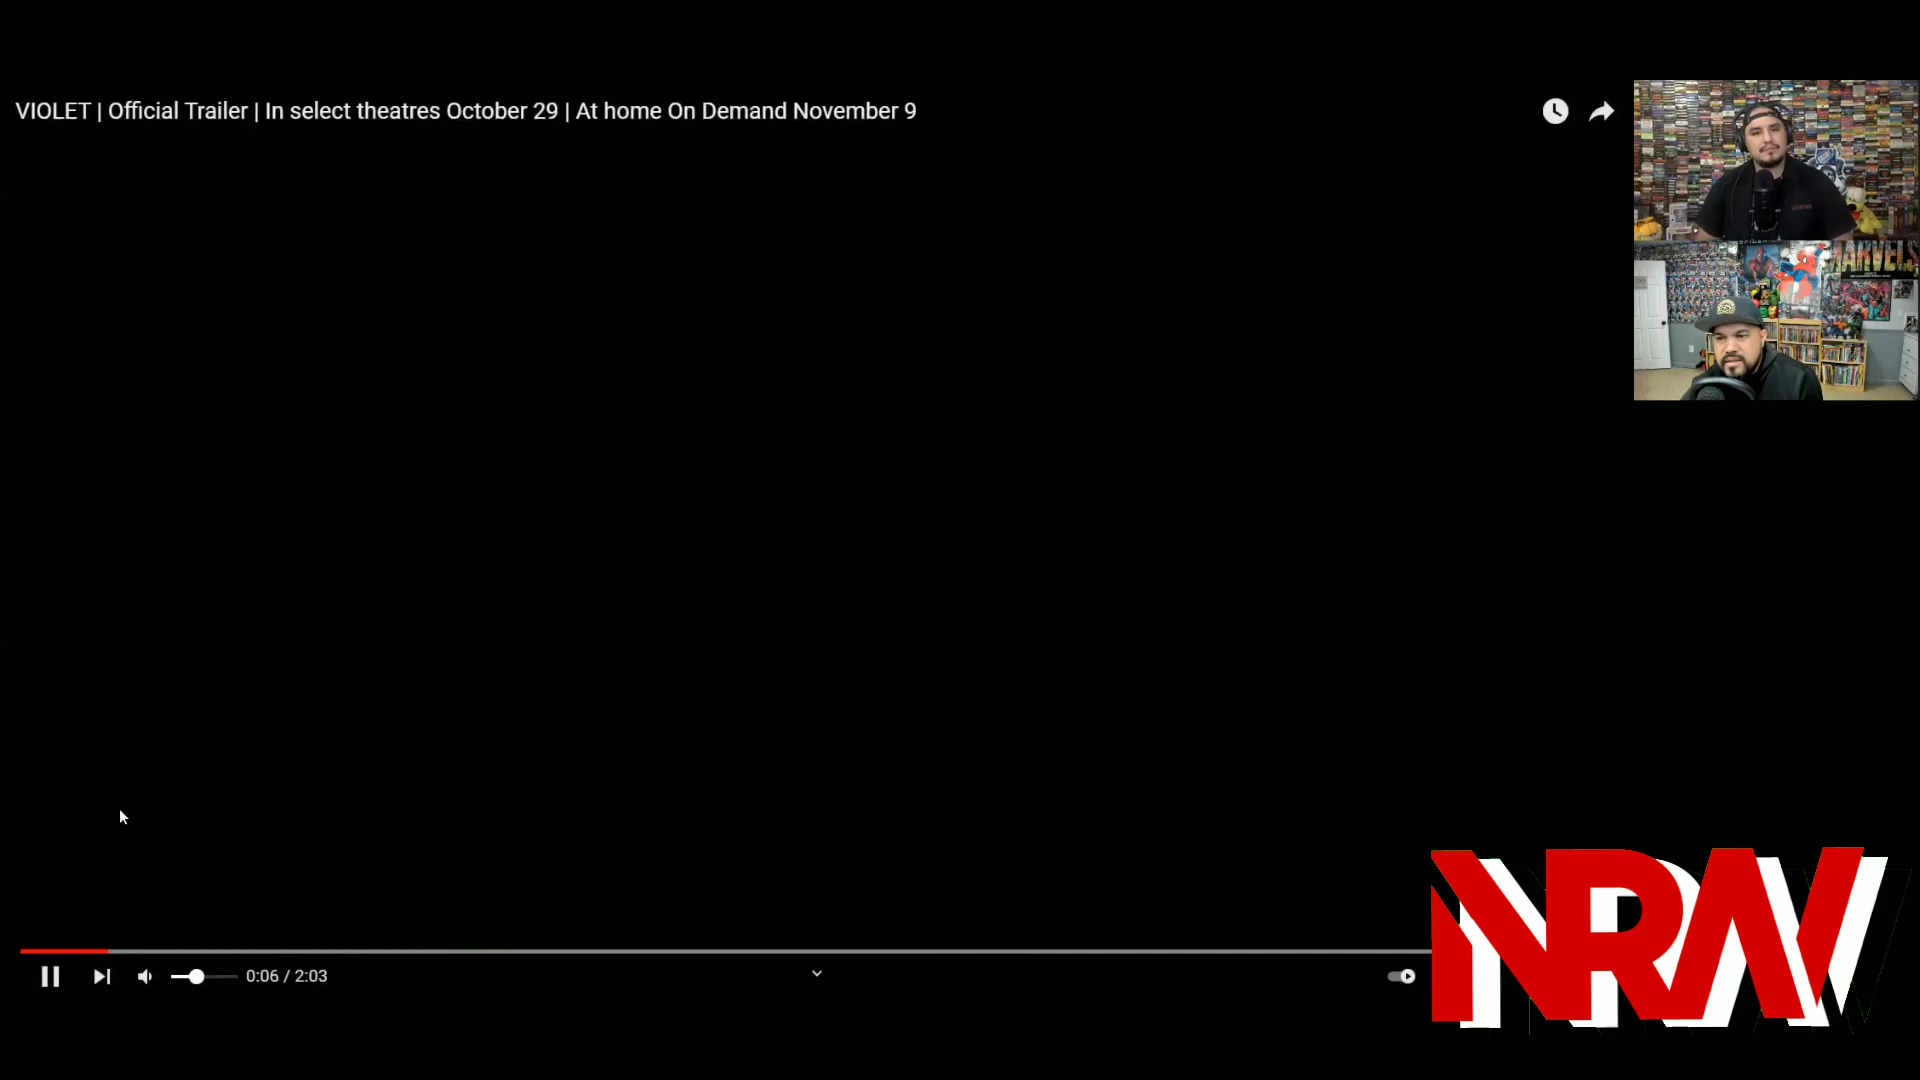 VIOLET | Official Trailer | In select theatres October 29 | At home On Demand November 9
MARVELS
0:06 / 2:03
NRW